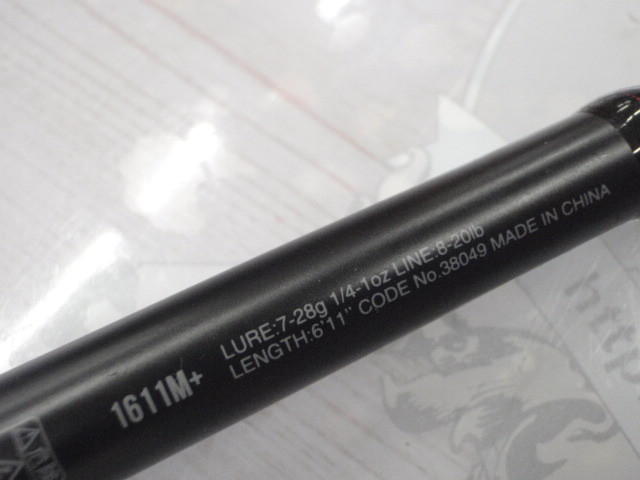 1611M+
LURE:7-28g 1/4-1oz LINE:8-20lb
LENGTH:6'11" CODE No.38049 MADE IN CHINA
http: